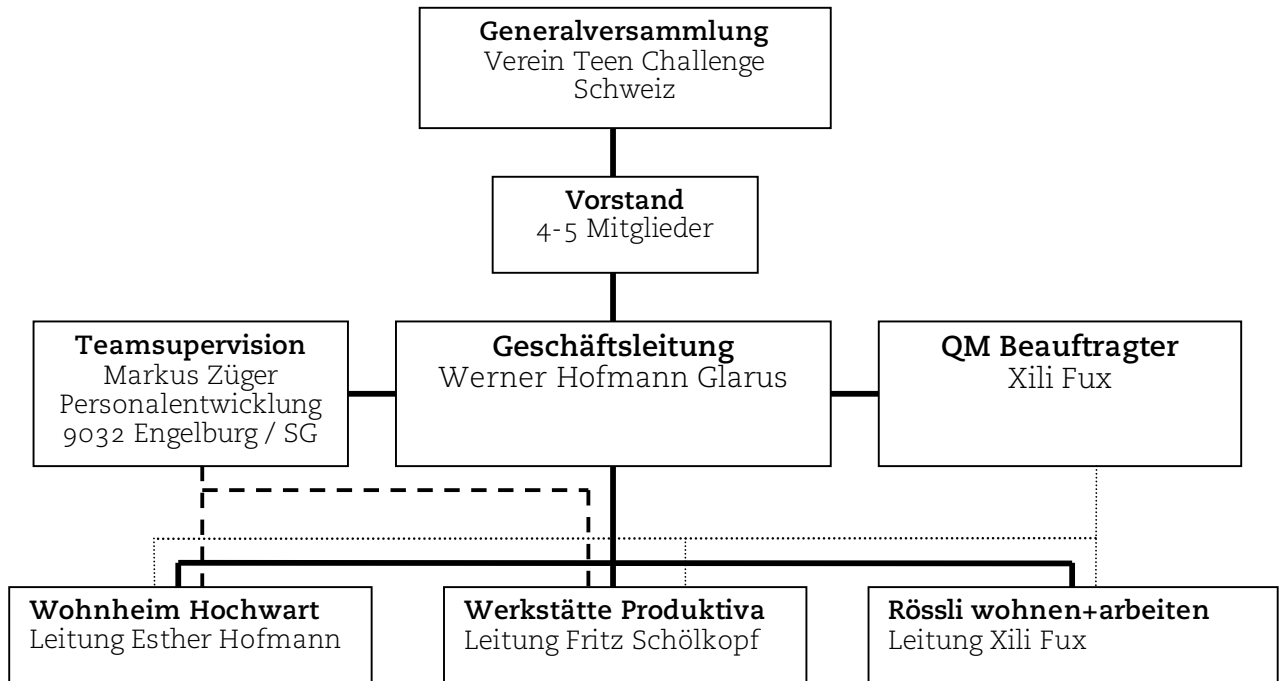 Generalversammlung
Verein Teen Challenge
Schweiz
Vorstand
4-5 Mitglieder
Teamsupervision
Markus Züger
Personalentwicklung
9032 Engelburg / SG
Geschäftsleitung
Werner Hofmann Glarus
QM Beauftragter
Xili Fux
Wohnheim Hochwart
Leitung Esther Hofmann
Werkstätte Produktiva
Leitung Fritz Schölkopf
Rössli wohnen+arbeiten
Leitung Xili Fux